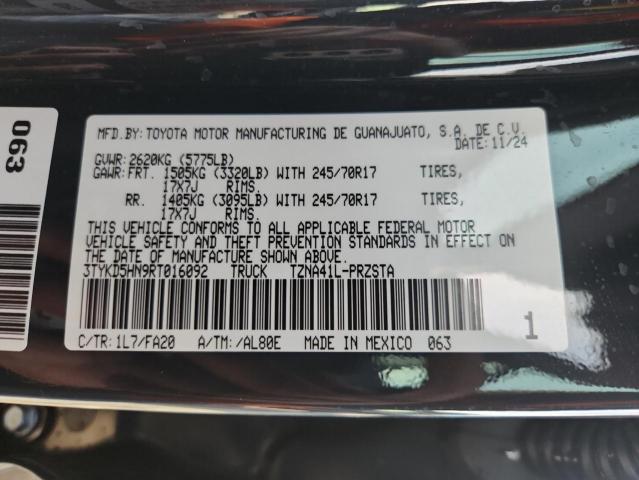 063
MFD.BY: TOYOTA MOTOR MANUFACTURING DE GUANAJUATO, S.A. DE C.V.
DATE: 11/24
GVWR: 2620KG (5775LB)
GAWR: FRT. 1505KG (3320LB) WITH 245/70R17 TIRES,
17X7J RIMS.
RR. 1405KG (3095LB) WITH 245/70R17 TIRES,
17X7J RIMS.
THIS VEHICLE CONFORMS TO ALL APPLICABLE FEDERAL MOTOR
VEHICLE SAFETY AND THEFT PREVENTION STANDARDS IN EFFECT ON
THE DATE OF MANUFACTURE SHOWN ABOVE.
3TYKD5HN9RT016092 TRUCK TZNA41L-PRZSTA
1
C/TR: 1L7/FA20 A/TM: /AL80E MADE IN MEXICO 063